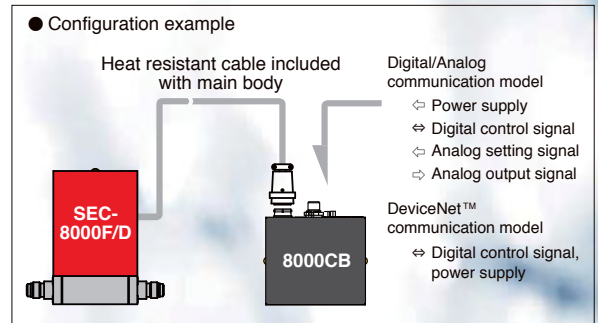 ● Configuration example
Heat resistant cable included
with main body
Digital/Analog
communication model
⇦ Power supply
⇔ Digital control signal
⇦ Analog setting signal
⇨ Analog output signal
DeviceNet™
communication model
⇔ Digital control signal,
power supply
SEC-
8000F/D
8000CB